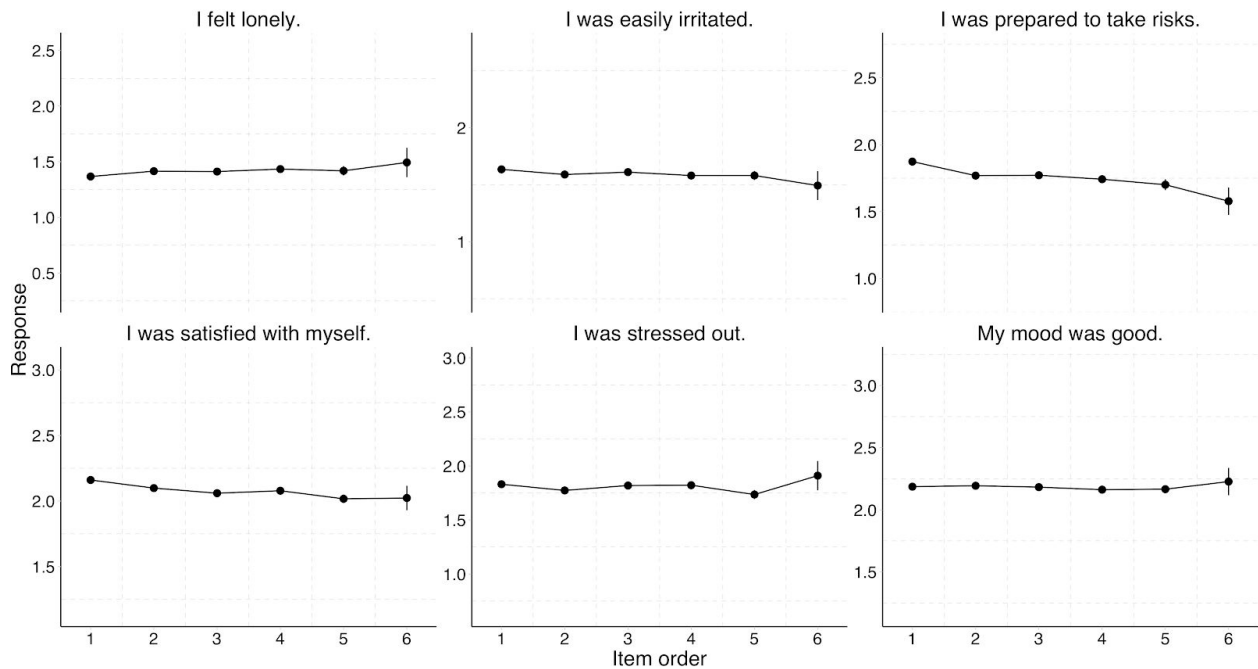 I felt lonely.
I was easily irritated.
I was prepared to take risks.
2.5
2.0
1.5
1.0
0.5
2
1
2.5
2.0
1.5
1.0
Response
I was satisfied with myself.
I was stressed out.
My mood was good.
3.0
2.5
2.0
1.5
3.0
2.5
2.0
1.5
1.0
3.0
2.5
2.0
1.5
1 2 3 4 5 6
1 2 3 4 5 6
1 2 3 4 5 6
Item order